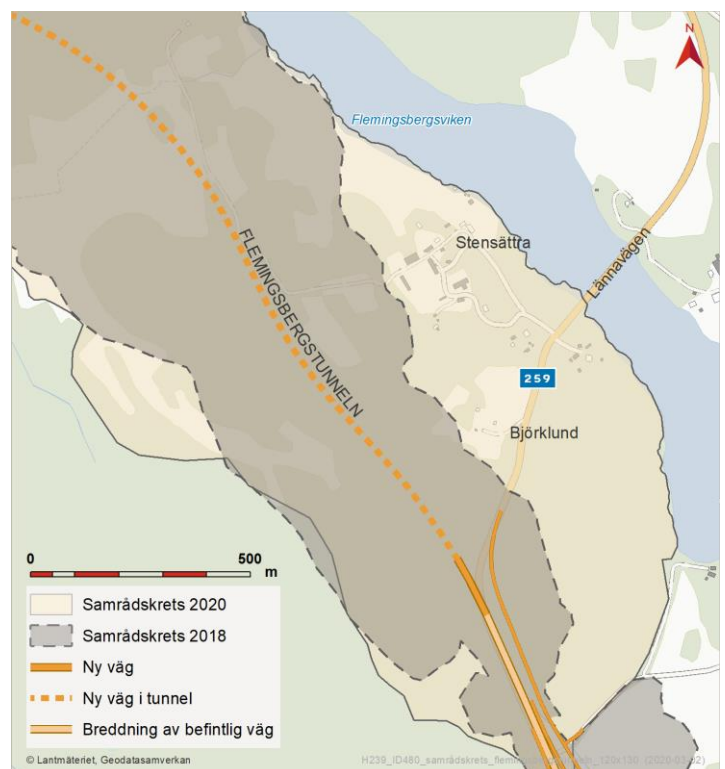 N
Flemingsbergsviken
Stensättra
Lännavägen
FLEMINGSBERGSTUNNELN
259
Björklund
0 500
m
Samrådskrets 2020
Samrådskrets 2018
Ny väg
Ny väg i tunnel
Breddning av befintlig väg
© Lantmäteriet, Geodatasamverkan